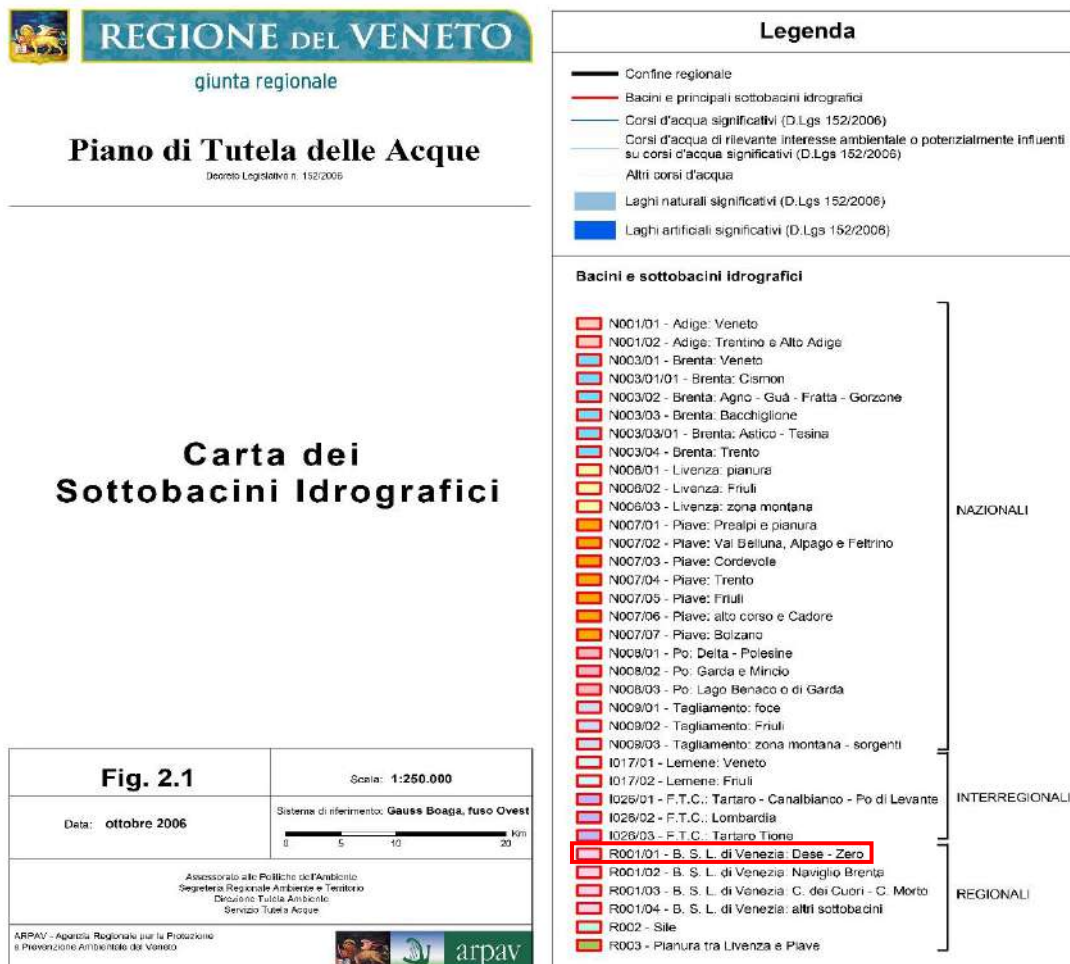 REGIONE DEL VENETO
giunta regionale
Piano di Tutela delle Acque
Decreto Legislativo n. 152/2006
Carta dei
Sottobacini Idrografici
Fig. 2.1
Scala: 1:250.000
Data: ottobre 2006
Sistema di riferimento: Gauss Boaga, fuso Ovest
Km
0 5 10 20
Assessorato alle
Politiche dell'Ambiente
Segreteria Regionale Ambiente e Territorio
Direzione Tutela Ambiente
Servizio Tutela Acque
ARPAV - Agenzia Regionale per la Protezione
e Prevenzione Ambientale del Veneto
arpav
Legenda
Confine regionale
Bacini e principali sottobacini idrografici
Corsi d'acqua significativi (D.Lgs 152/2006)
Corsi d'acqua di rilevante interesse ambientale o potenzialmente influenti
su corsi d'acqua significativi (D.Lgs 152/2006)
Altri corsi d'acqua
Laghi naturali significativi (D.Lgs 152/2006)
Laghi artificiali significativi (D.Lgs 152/2006)
Bacini e sottobacini idrografici
N001/01 - Adige: Veneto
N001/02 - Adige: Trentino e Alto Adige
N003/01 - Brenta: Veneto
N003/01/01 - Brenta: Cismon
N003/02 - Brenta: Agno - Guà - Fratta - Gorzone
N003/03 - Brenta: Bacchiglione
N003/03/01 - Brenta: Astico - Tesina
N003/04 - Brenta: Trento
N006/01 - Livenza: pianura
N006/02 - Livenza: Friuli
N006/03 - Livenza: zona montana
N007/01 - Piave: Prealpi e pianura
N007/02 - Piave: Val Belluna, Alpago e Feltrino
N007/03 - Piave: Cordevole
N007/04 - Piave: Trento
N007/05 - Piave: Friuli
N007/06 - Piave: alto corso e Cadore
N007/07 - Piave: Bolzano
N008/01 - Po: Delta - Polesine
N008/02 - Po: Garda e Mincio
N008/03 - Po: Lago Benaco o di Garda
N009/01 - Tagliamento: foce
N009/02 - Tagliamento: Friuli
N009/03 - Tagliamento: zona montana - sorgenti
NAZIONALI
I017/01 - Lemene: Veneto
I017/02 - Lemene: Friuli
I026/01 - F.T.C.: Tartaro - Canalbianco - Po di Levante
I026/02 - F.T.C.: Lombardia
I026/03 - F.T.C.: Tartaro Tione
INTERREGIONALI
R001/01 - B. S. L. di Venezia: Dese - Zero
R001/02 - B. S. L. di Venezia: Naviglio Brenta
R001/03 - B. S. L. di Venezia: C. dei Cuori - C. Morto
R001/04 - B. S. L. di Venezia: altri sottobacini
R002 - Sile
R003 - Pianura tra Livenza e Piave
REGIONALI